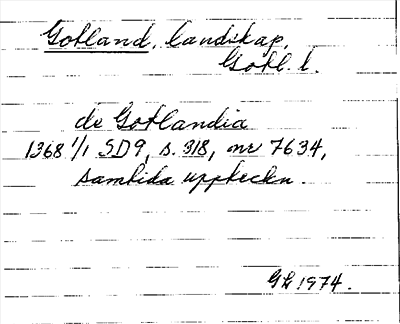 Gotland, landskap,
Gotl. l.
de Gotlandia
1368 1/1 SD9, s. 318, nr 7634,
samtida uppteckn.
GL 1974.